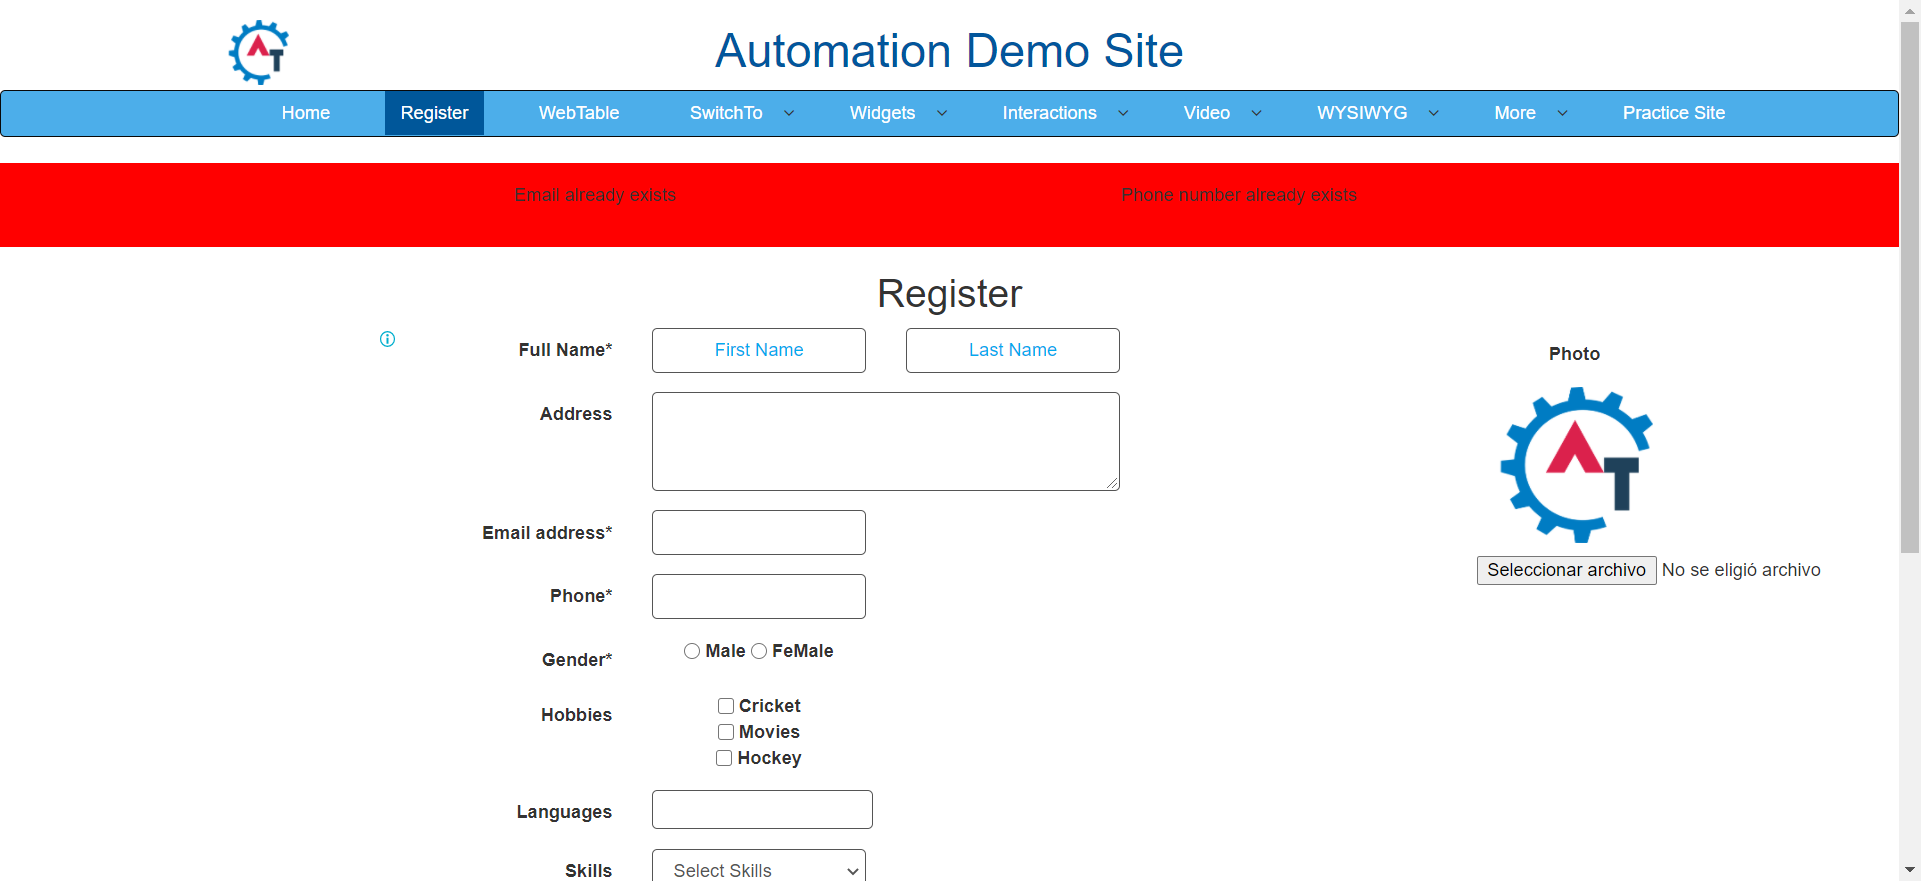 AT
Automation Demo Site
Home Register WebTable SwitchTo Widgets Interactions Video WYSIWYG More Practice Site
Email already exists Phone number already exists
Register
Full Name* First Name Last Name
Photo
Address
AT
Email address*
Seleccionar archivo No se eligió archivo
Phone*
Gender* Male FeMale
Hobbies Cricket
Movies
Hockey
Languages
Skills Select Skills